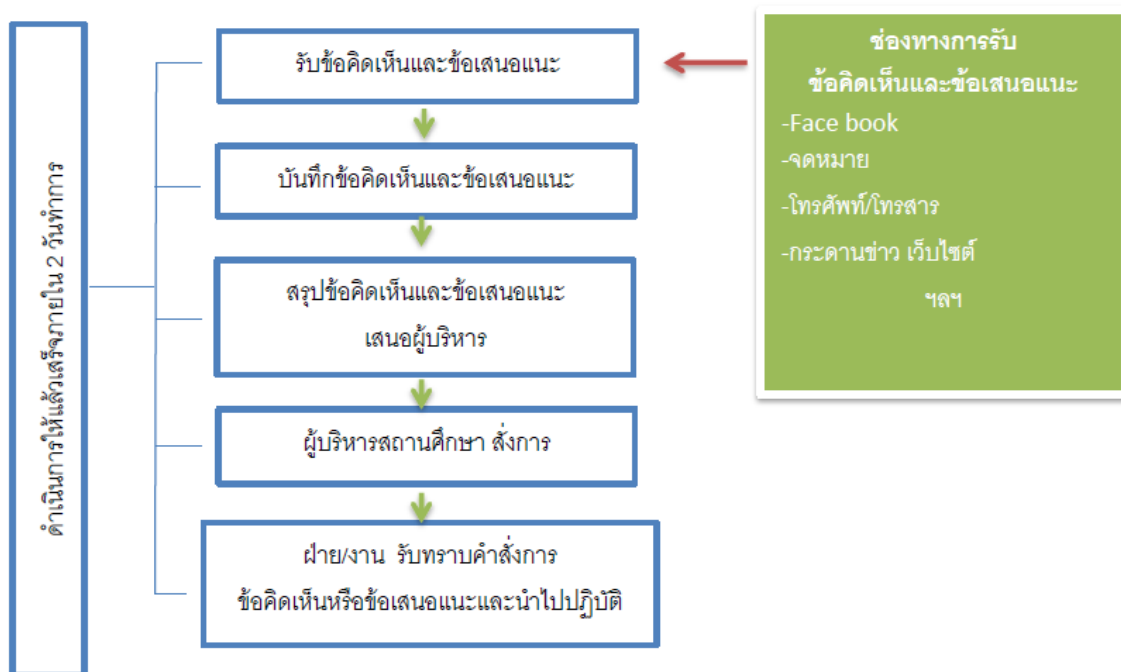 ดำเนินการให้แล้วเสร็จภายใน 2 วันทำการ
รับข้อคิดเห็นและข้อเสนอแนะ
บันทึกข้อคิดเห็นและข้อเสนอแนะ
สรุปข้อคิดเห็นและข้อเสนอแนะ
เสนอผู้บริหาร
ผู้บริหารสถานศึกษา สั่งการ
ฝ่าย/งาน รับทราบคำสั่งการ
ข้อคิดเห็นหรือข้อเสนอแนะและนำไปปฏิบัติ
ช่องทางการรับ
ข้อคิดเห็นและข้อเสนอแนะ
-Face book
-จดหมาย
-โทรศัพท์/โทรสาร
-กระดานข่าว เว็บไซต์
ฯลฯ